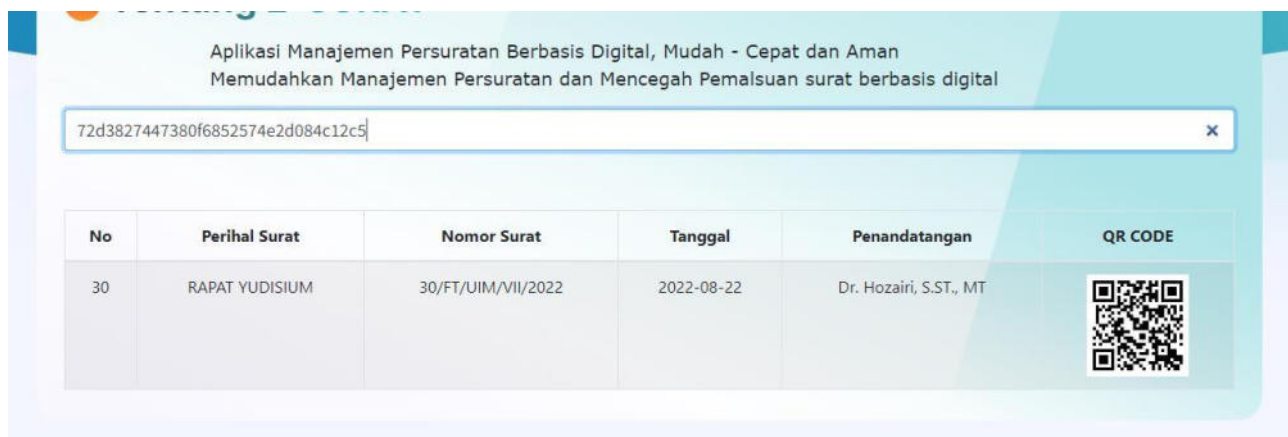 Aplikasi Manajemen Persuratan Berbasis Digital, Mudah - Cepat dan Aman
Memudahkan Manajemen Persuratan dan Mencegah Pemalsuan surat berbasis digital
72d3827447380f6852574e2d084c12c5
No Perihal Surat Nomor Surat Tanggal Penandatangan QR CODE
30 RAPAT YUDISIUM 30/FT/UIM/VII/2022 2022-08-22 Dr. Hozairi, S.ST., MT